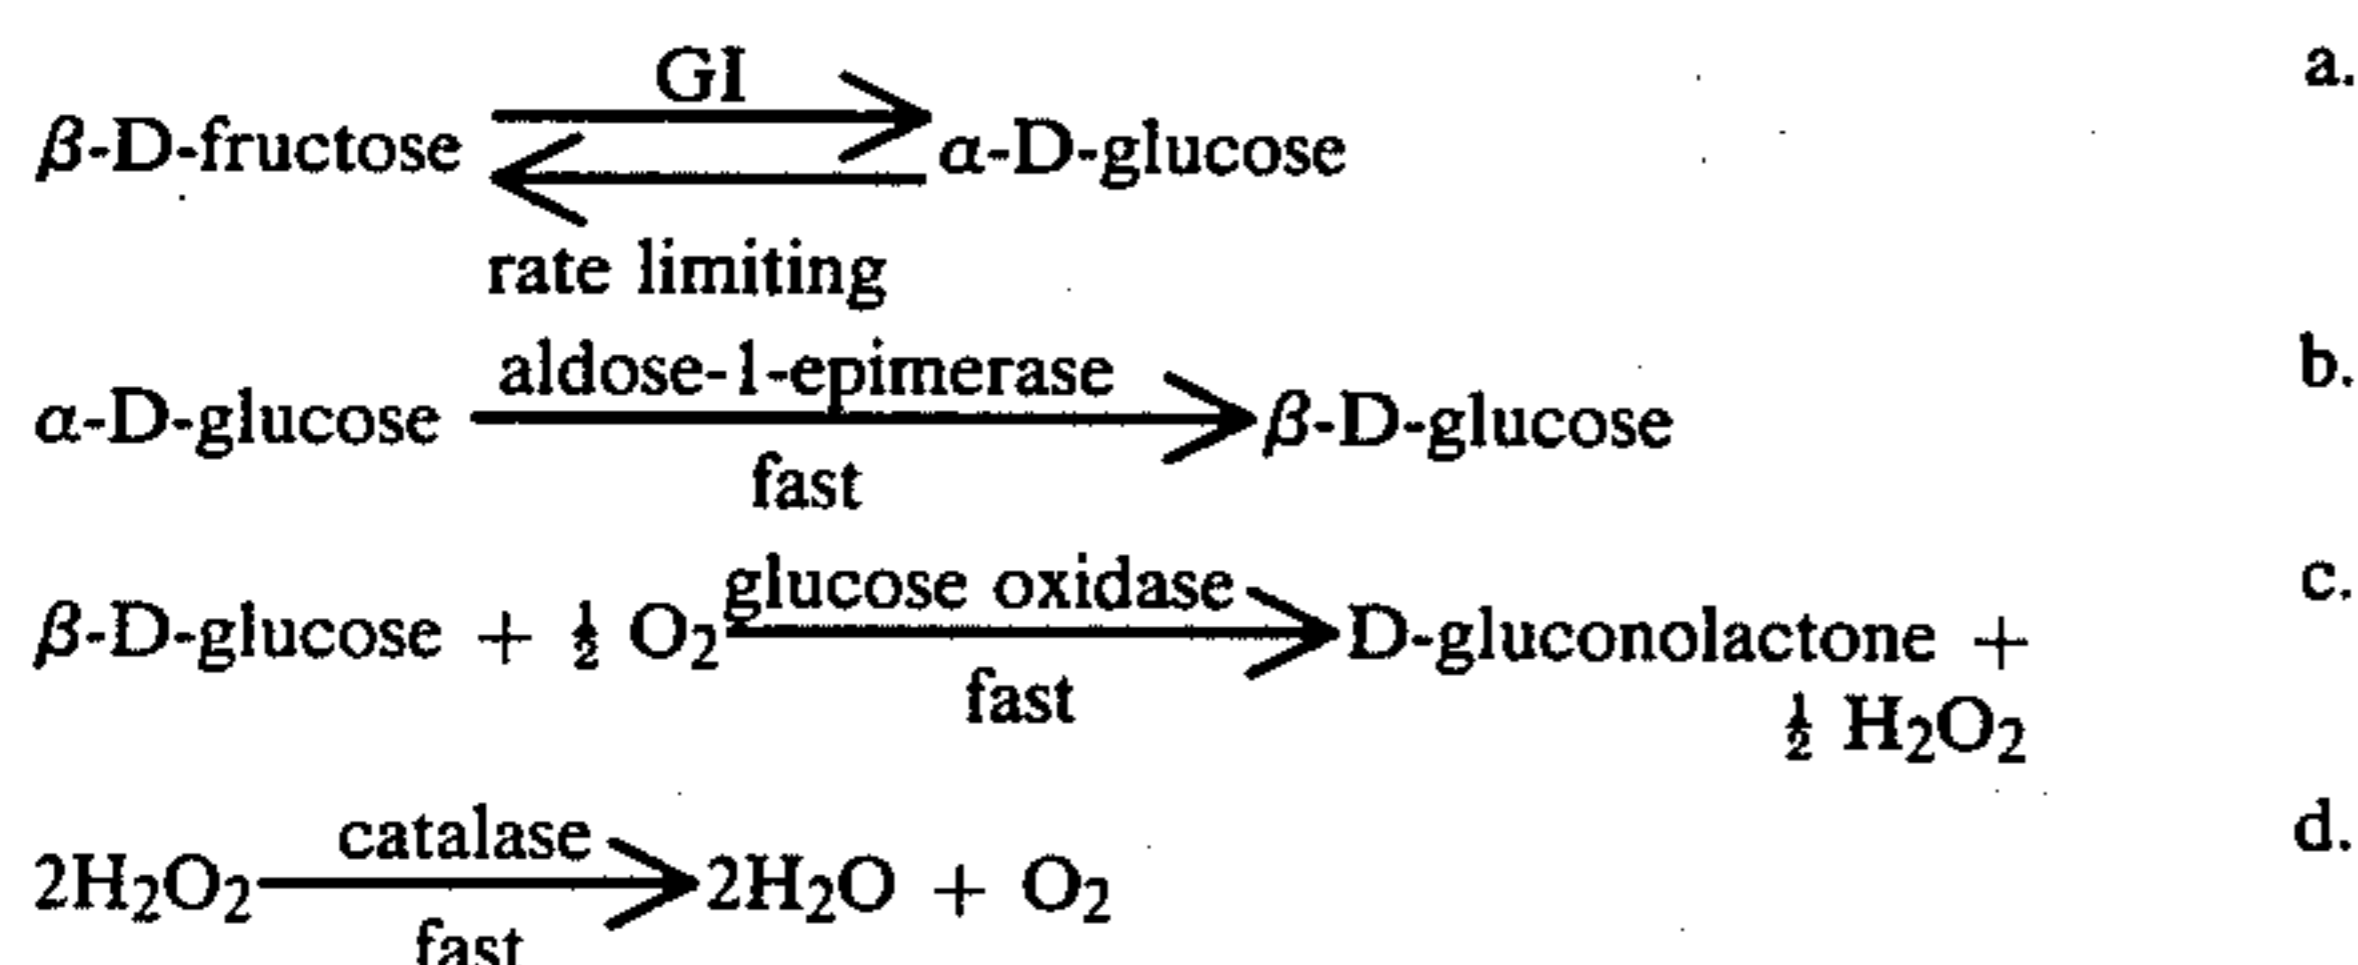 GI a.
β-D-fructose α-D-glucose
rate limiting
aldose-1-epimerase b.
α-D-glucose β-D-glucose
fast
glucose oxidase c.
β-D-glucose + ½ O₂ D-gluconolactone +
fast ½ H₂O₂
catalase d.
2H₂O₂ 2H₂O + O₂
fast